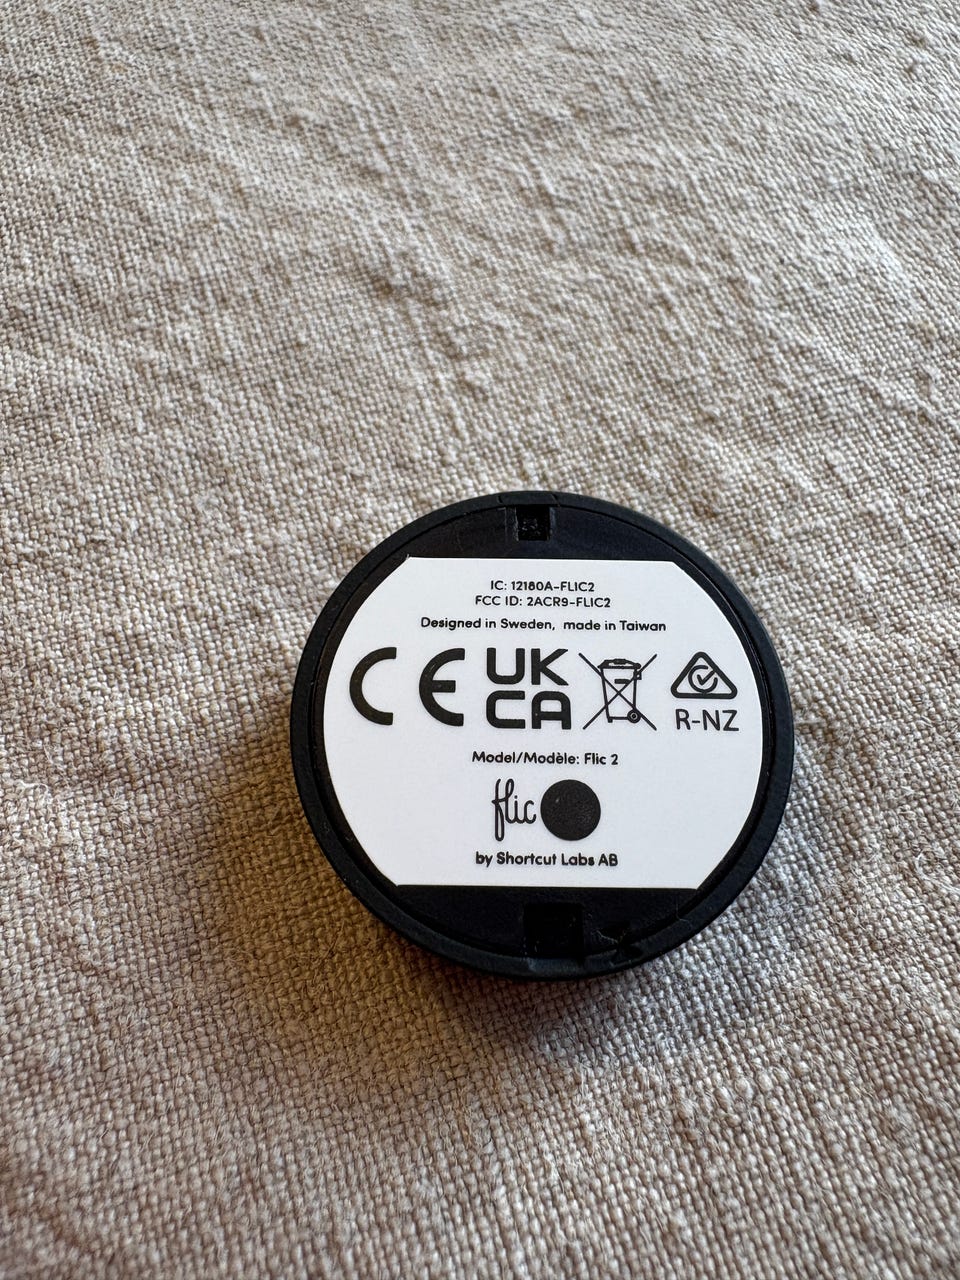 IC: 12180A-FLIC2
FCC ID: 2ACR9-FLIC2
Designed in Sweden, made in Taiwan
CE UK CA R-NZ
Model/Modèle: Flic 2
flic
by Shortcut Labs AB